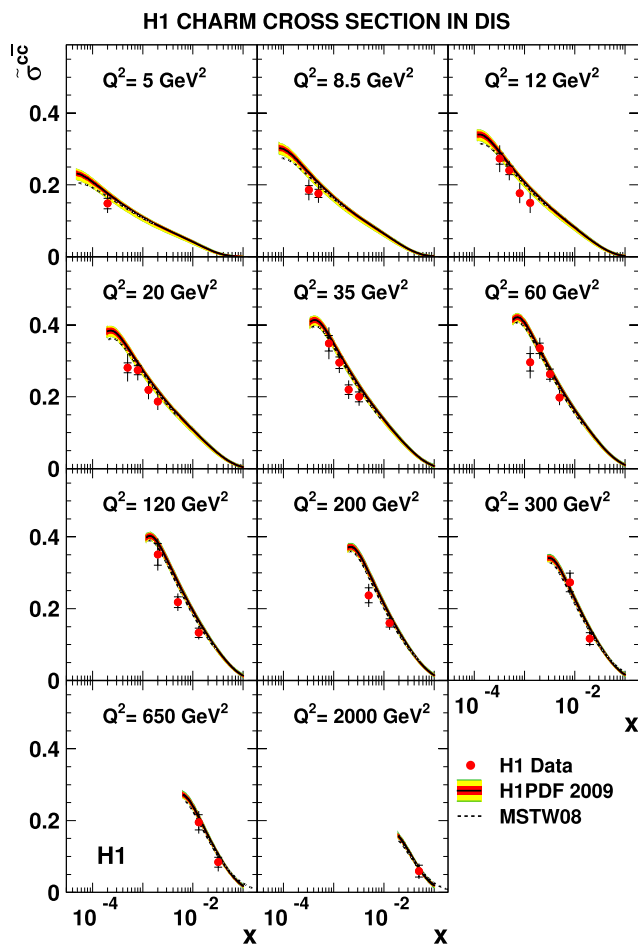 H1 CHARM CROSS SECTION IN DIS
σ̃^cc̄
Q²= 5 GeV² Q²= 8.5 GeV² Q²= 12 GeV²
0.4
0.2
0
Q²= 20 GeV² Q²= 35 GeV² Q²= 60 GeV²
0.4
0.2
0
Q²= 120 GeV² Q²= 200 GeV² Q²= 300 GeV²
0.4
0.2
0
10⁻⁴ 10⁻²
x
Q²= 650 GeV² Q²= 2000 GeV²
0.4
H1 Data
H1PDF 2009
MSTW08
0.2
H1
0
10⁻⁴ 10⁻² 10⁻⁴ 10⁻²
x x